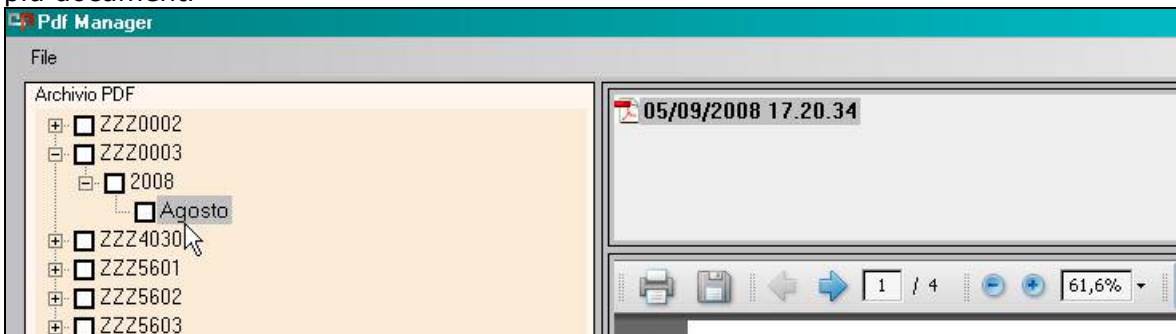 Pdf Manager
File
Archivio PDF
ZZZ0002
ZZZ0003
2008
Agosto
ZZZ4030
ZZZ5601
ZZZ5602
ZZZ5603
05/09/2008 17.20.34
1 / 4 61,6%